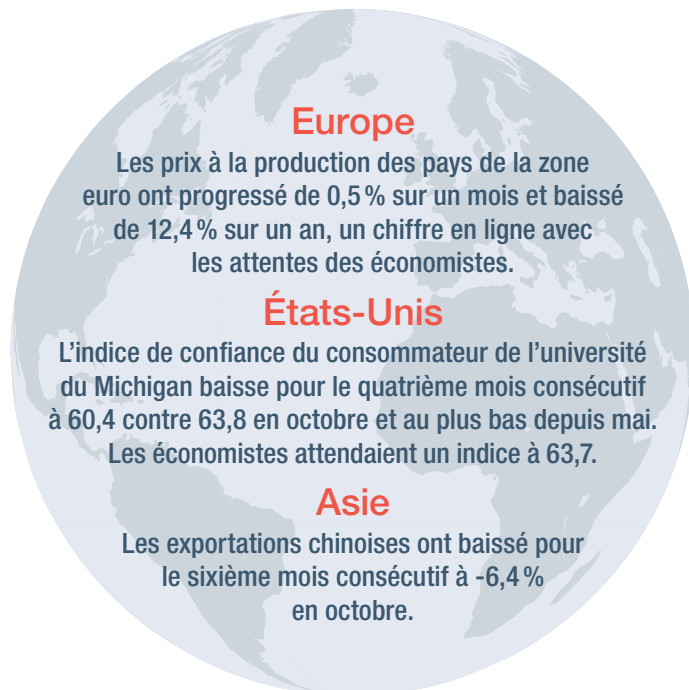 Europe
Les prix à la production des pays de la zone
euro ont progressé de 0,5 % sur un mois et baissé
de 12,4 % sur un an, un chiffre en ligne avec
les attentes des économistes.
États-Unis
L’indice de confiance du consommateur de l’université
du Michigan baisse pour le quatrième mois consécutif
à 60,4 contre 63,8 en octobre et au plus bas depuis mai.
Les économistes attendaient un indice à 63,7.
Asie
Les exportations chinoises ont baissé pour
le sixième mois consécutif à -6,4 %
en octobre.